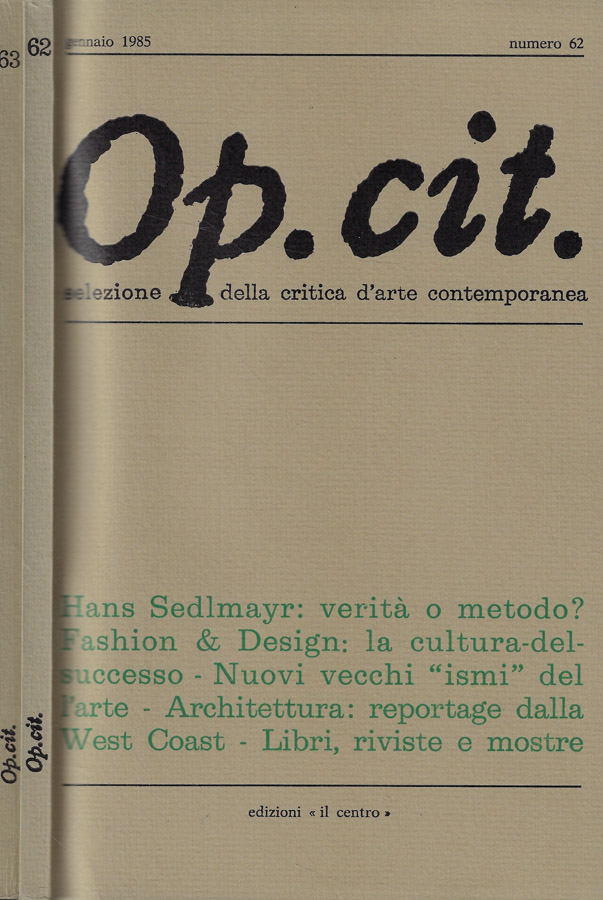 63
62
gennaio 1985
numero 62
Op. cit.
selezione della critica d'arte contemporanea
Hans Sedlmayr: verità o metodo?
Fashion & Design: la cultura-del-
successo - Nuovi vecchi “ismi” del
l'arte - Architettura: reportage dalla
West Coast - Libri, riviste e mostre
edizioni « il centro »
Op.cit.
Op.cit.